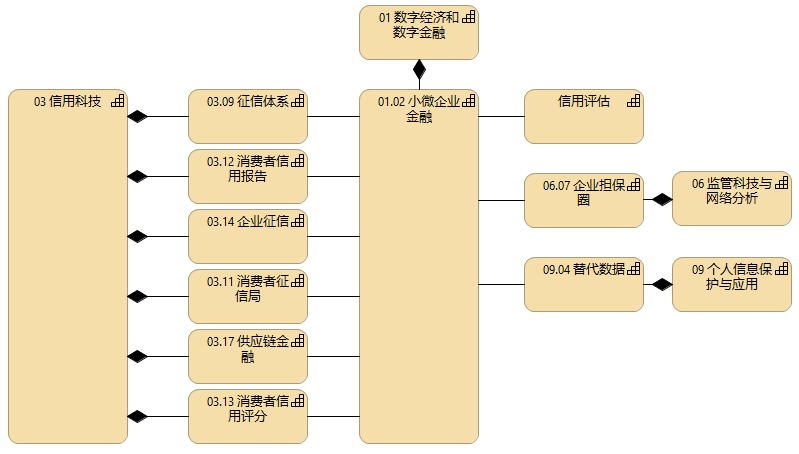 01 数字经济和
数字金融
03 信用科技
03.09 征信体系
01.02 小微企业
金融
信用评估
03.12 消费者信
用报告
06.07 企业担保
圈
06 监管科技与
网络分析
03.14 企业征信
03.11 消费者征
信局
09.04 替代数据
09 个人信息保
护与应用
03.17 供应链金
融
03.13 消费者信
用评分